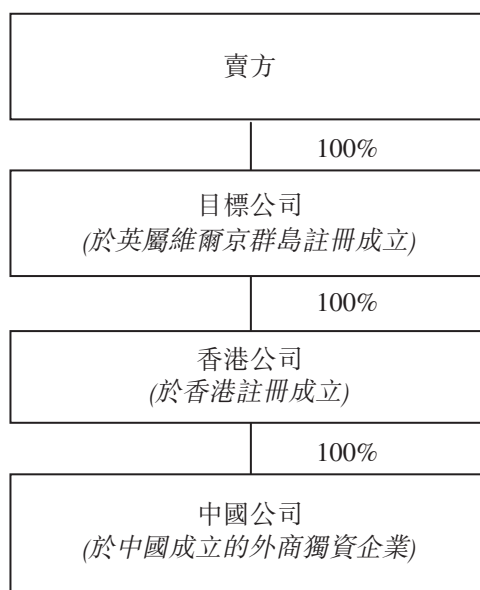 賣方
100%
目標公司
(於英屬維爾京群島註冊成立)
100%
香港公司
(於香港註冊成立)
100%
中國公司
(於中國成立的外商獨資企業)